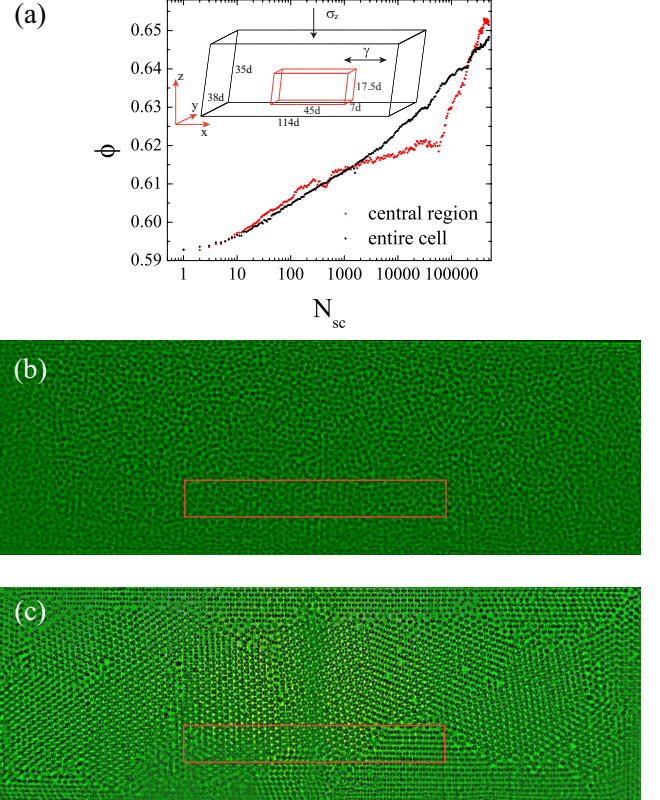 (a)
0.65
0.64
0.63
0.62
0.61
0.60
0.59
ϕ
σz
γ
35d
38d
17.5d
7d
45d
114d
z
y
x
central region
entire cell
1 10 100 1000 10000 100000
Nsc
(b)
(c)